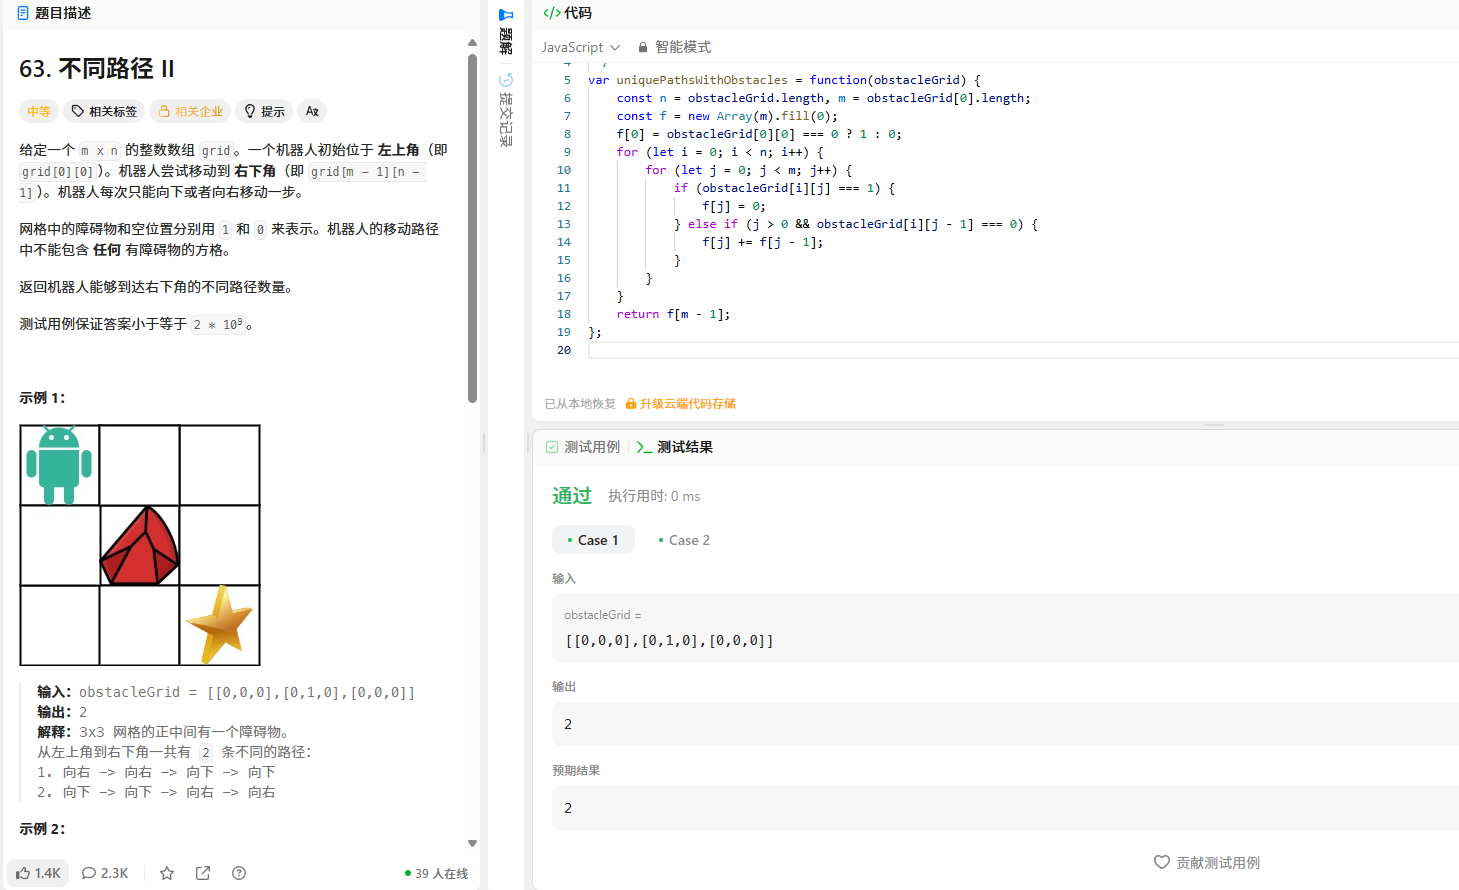 题目描述
63. 不同路径 II
中等 相关标签 相关企业 提示 Aあ
给定一个 m x n 的整数数组 grid。一个机器人初始位于 左上角（即
grid[0][0]）。机器人尝试移动到 右下角（即 grid[m - 1][n -
1]）。机器人每次只能向下或者向右移动一步。
网格中的障碍物和空位置分别用 1 和 0 来表示。机器人的移动路径
中不能包含 任何 有障碍物的方格。
返回机器人能够到达右下角的不同路径数量。
测试用例保证答案小于等于 2 * 10⁹。
示例 1：
输入：obstacleGrid = [[0,0,0],[0,1,0],[0,0,0]]
输出：2
解释：3x3 网格的正中间有一个障碍物。
从左上角到右下角一共有 2 条不同的路径：
1. 向右 -> 向右 -> 向下 -> 向下
2. 向下 -> 向下 -> 向右 -> 向右
示例 2：
1.4K 2.3K 39 人在线
题解
提交记录
</> 代码
JavaScript 智能模式
5 var uniquePathsWithObstacles = function(obstacleGrid) {
6 const n = obstacleGrid.length, m = obstacleGrid[0].length;
7 const f = new Array(m).fill(0);
8 f[0] = obstacleGrid[0][0] === 0 ? 1 : 0;
9 for (let i = 0; i < n; i++) {
10 for (let j = 0; j < m; j++) {
11 if (obstacleGrid[i][j] === 1) {
12 f[j] = 0;
13 } else if (j > 0 && obstacleGrid[i][j - 1] === 0) {
14 f[j] += f[j - 1];
15 }
16 }
17 }
18 return f[m - 1];
19 };
20
已从本地恢复 升级云端代码存储
测试用例 >_ 测试结果
通过 执行用时: 0 ms
• Case 1 • Case 2
输入
obstacleGrid =
[[0,0,0],[0,1,0],[0,0,0]]
输出
2
预期结果
2
贡献测试用例